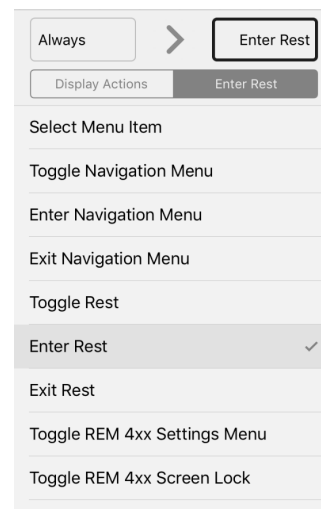 Always
Enter Rest
Display Actions
Enter Rest
Select Menu Item
Toggle Navigation Menu
Enter Navigation Menu
Exit Navigation Menu
Toggle Rest
Enter Rest
Exit Rest
Toggle REM 4xx Settings Menu
Toggle REM 4xx Screen Lock